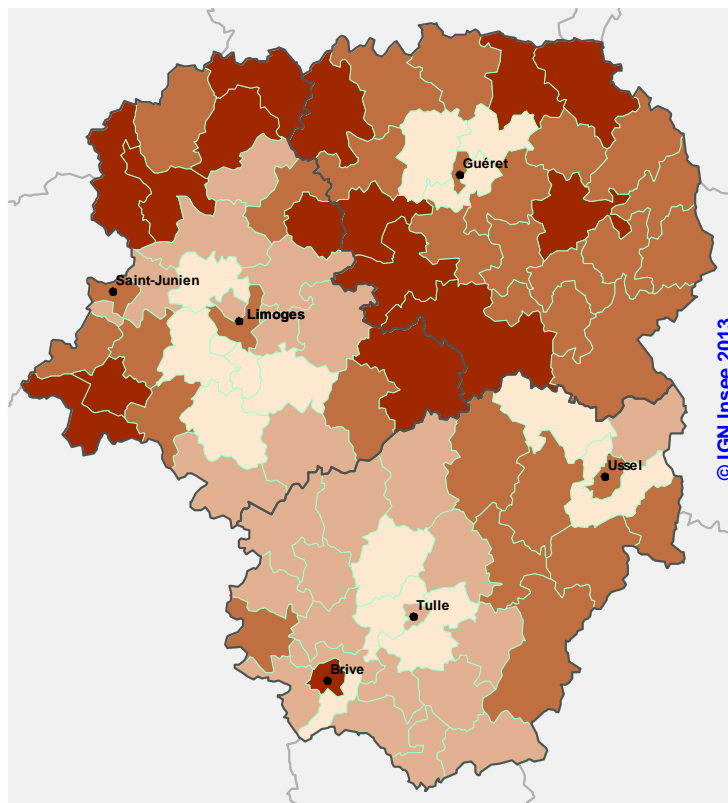 Guéret
Saint-Junien
Limoges
Ussel
Tulle
Brive
© IGN Insee 2013